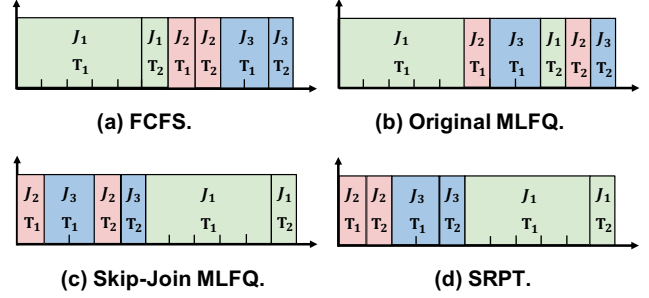 J₁ J₁ J₂ J₂ J₃ J₃
T₁ T₂ T₁ T₂ T₁ T₂
(a) FCFS.
J₁ J₂ J₃ J₁ J₂ J₃
T₁ T₁ T₁ T₂ T₂ T₂
(b) Original MLFQ.
J₂ J₃ J₂ J₃ J₁ J₁
T₁ T₁ T₂ T₂ T₁ T₂
(c) Skip-Join MLFQ.
J₂ J₂ J₃ J₃ J₁ J₁
T₁ T₂ T₁ T₂ T₁ T₂
(d) SRPT.